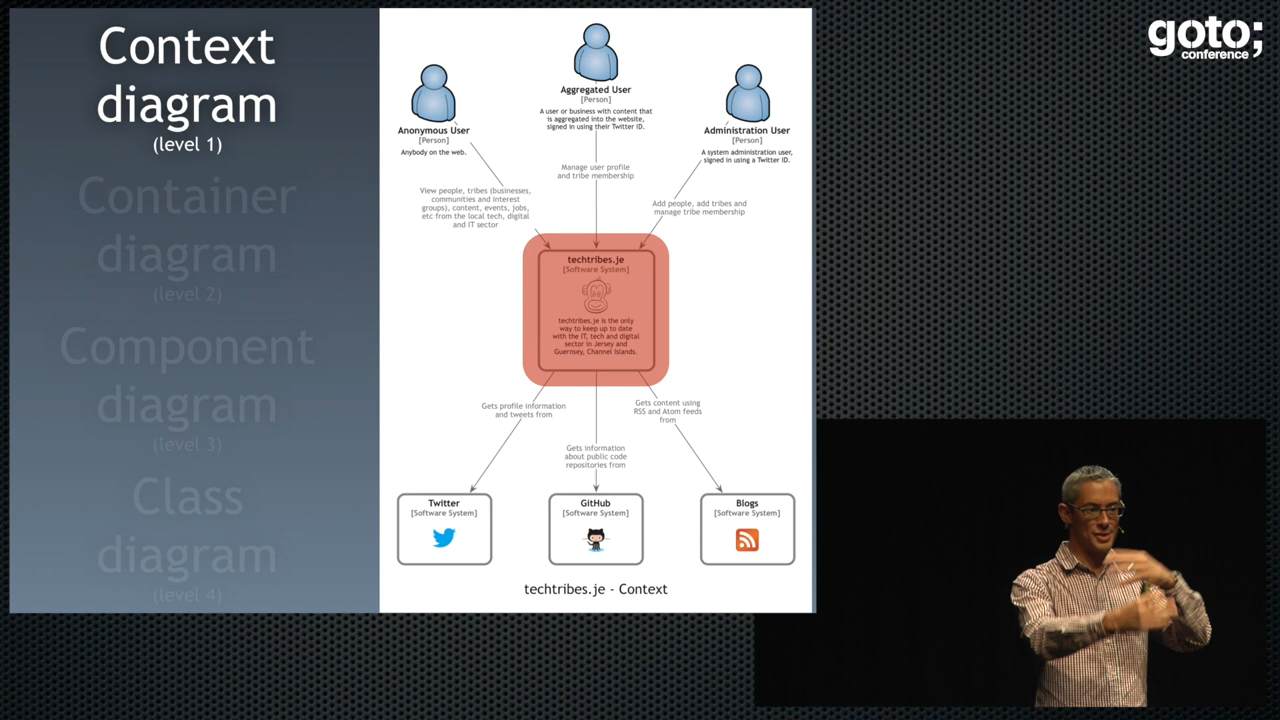 Context
diagram
(level 1)
Container
diagram
(level 2)
Component
diagram
(level 3)
Class
diagram
(level 4)
Aggregated User
[Person]
A user or business with content that
is aggregated into the website,
signed in using their Twitter ID.
Anonymous User
[Person]
Anybody on the web.
Administration User
[Person]
A system administration user,
signed in using a Twitter ID.
Manage user profile
and tribe membership
View people, tribes (businesses,
communities and interest
groups), content, events, jobs,
etc from the local tech, digital
and IT sector
Add people, add tribes and
manage tribe membership
techtribes.je
[Software System]
techtribes.je is the only
way to keep up to date
with the IT, tech and digital
sector in Jersey and
Guernsey, Channel Islands.
Gets profile information
and tweets from
Gets information
about public code
repositories from
Gets content using
RSS and Atom feeds
from
Twitter
[Software System]
GitHub
[Software System]
Blogs
[Software System]
techtribes.je - Context
goto;
conference